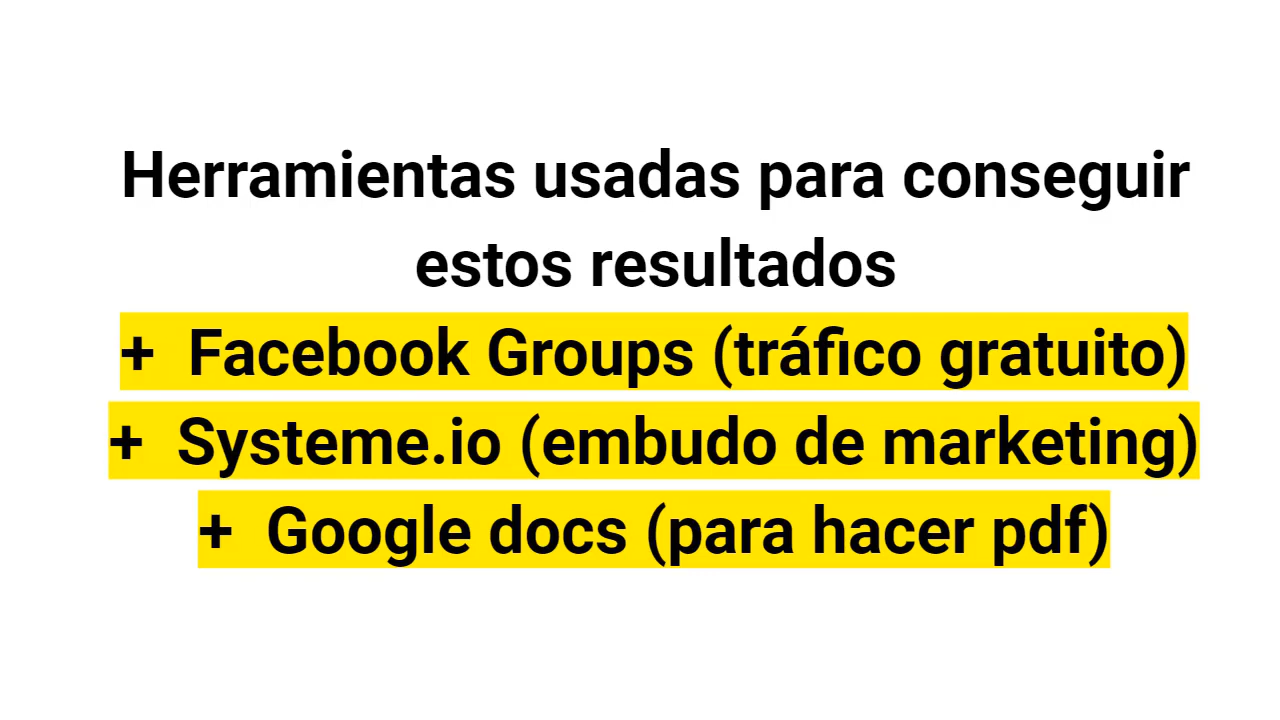 Herramientas usadas para conseguir
estos resultados
+ Facebook Groups (tráfico gratuito)
+ Systeme.io (embudo de marketing)
+ Google docs (para hacer pdf)